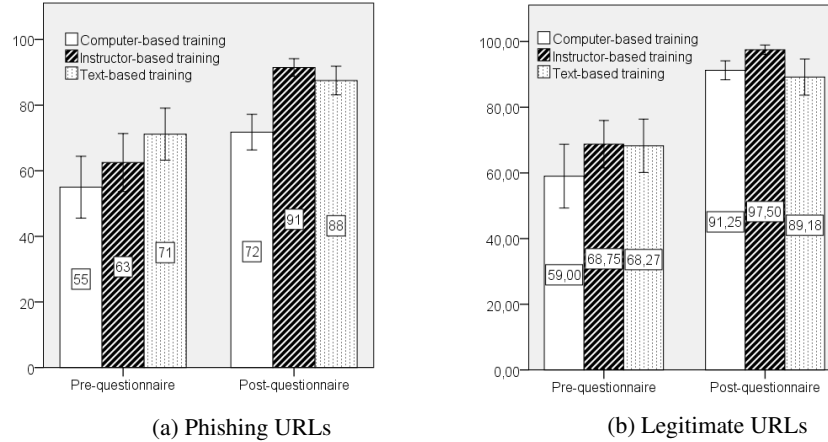 100
80
60
40
20
0
Computer-based training
Instructor-based training
Text-based training
55
63
71
72
91
88
Pre-questionnaire
Post-questionnaire
(a) Phishing URLs
100,00
80,00
60,00
40,00
20,00
0,00
Computer-based training
Instructor-based training
Text-based training
59,00
68,75
68,27
91,25
97,50
89,18
Pre-questionnaire
Post-questionnaire
(b) Legitimate URLs